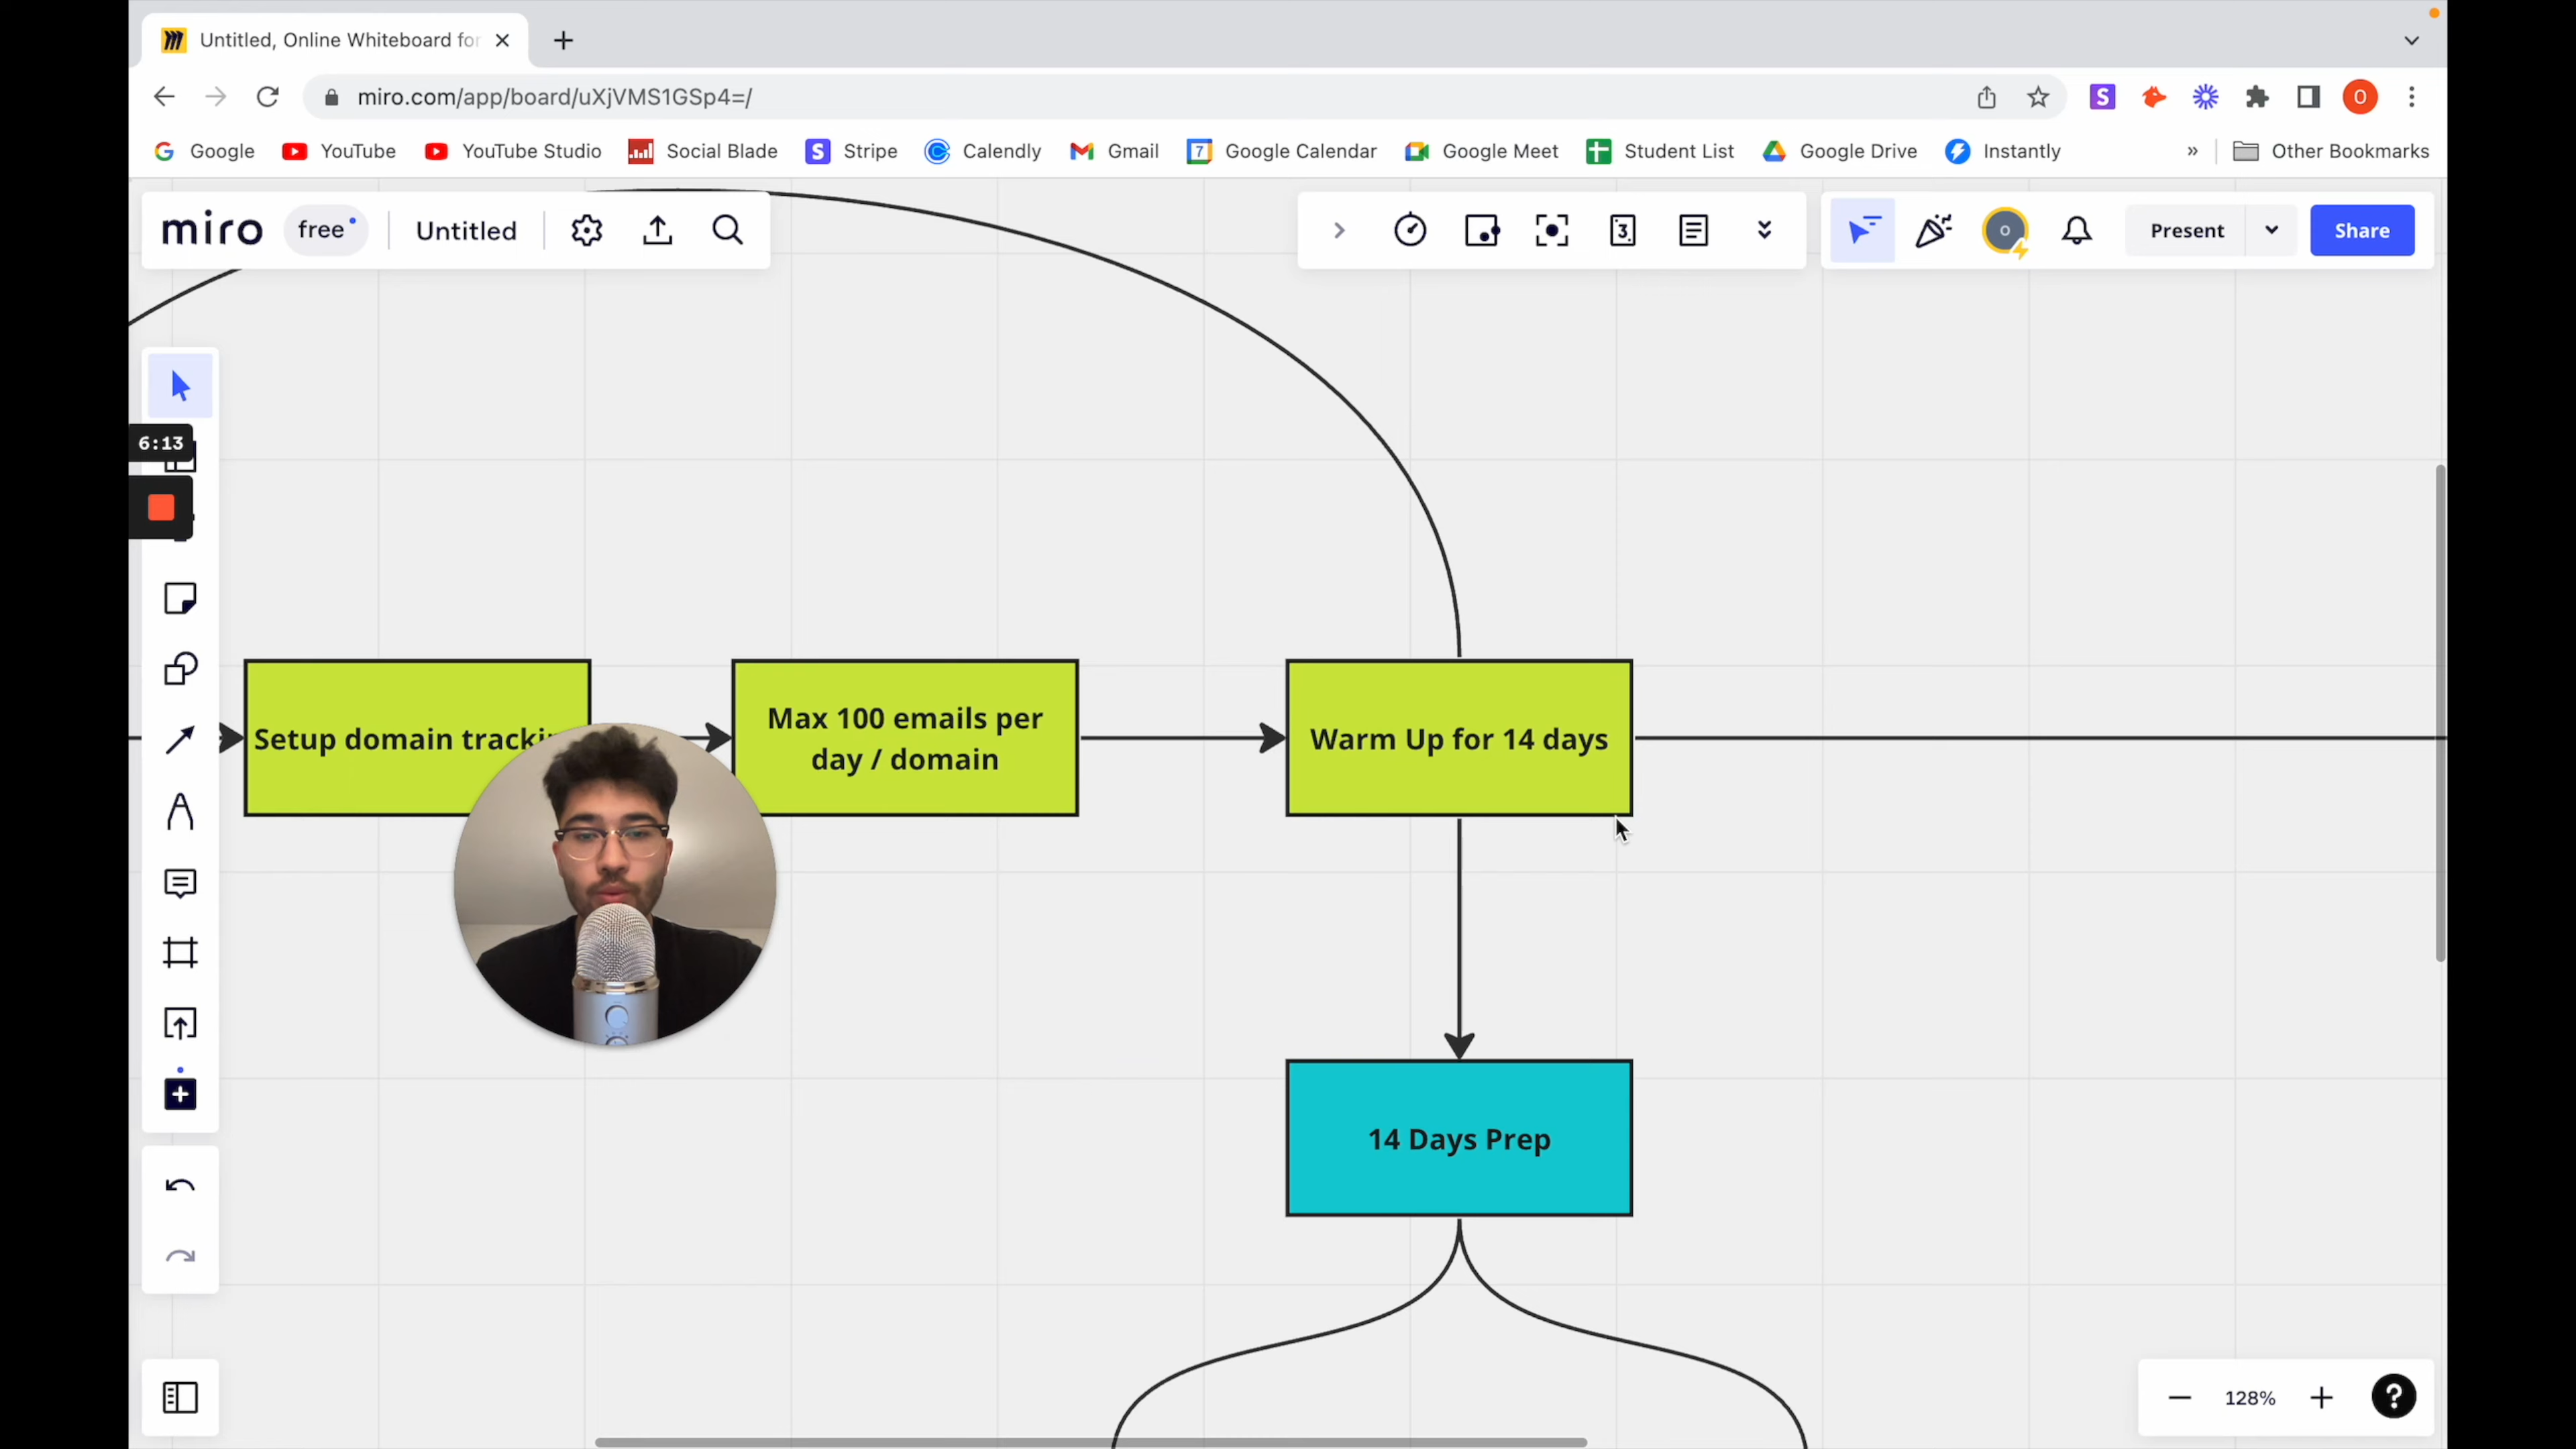 Untitled, Online Whiteboard for
miro.com/app/board/uXjVMS1GSp4=/
S
O
Google
YouTube
YouTube Studio
Social Blade
S
Stripe
Calendly
Gmail
7
Google Calendar
Google Meet
Student List
Google Drive
Instantly
»
Other Bookmarks
miro
free
Untitled
3
o
Present
Share
6:13
Setup domain
Max 100 emails per
day / domain
Warm Up for 14 days
14 Days Prep
128%
?